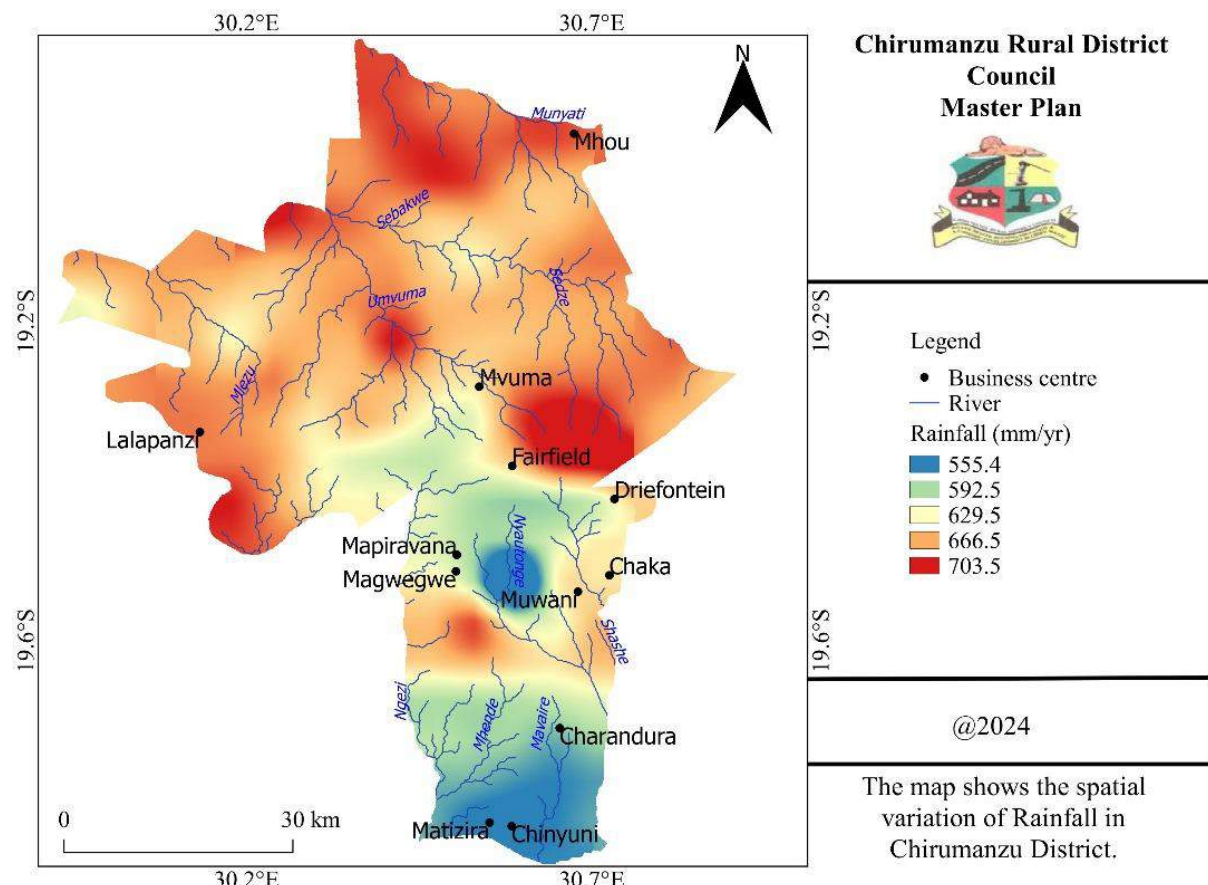 30.2°E
30.7°E
N
Munyati
Mhou
Sebakwe
Sedze
Umvuma
19.2°S
19.2°S
Mlezu
Mvuma
Lalapanzi
Fairfield
Driefontein
Nyautonge
Mapiravana
Magwegwe
Chaka
Muwani
Shashe
19.6°S
19.6°S
Ngezi
Mhende
Mavaire
Charandura
0 30 km
Matizira
Chinyuni
30.2°E
30.7°E
Chirumanzu Rural District
Council
Master Plan
Legend
Business centre
River
Rainfall (mm/yr)
555.4
592.5
629.5
666.5
703.5
@2024
The map shows the spatial
variation of Rainfall in
Chirumanzu District.